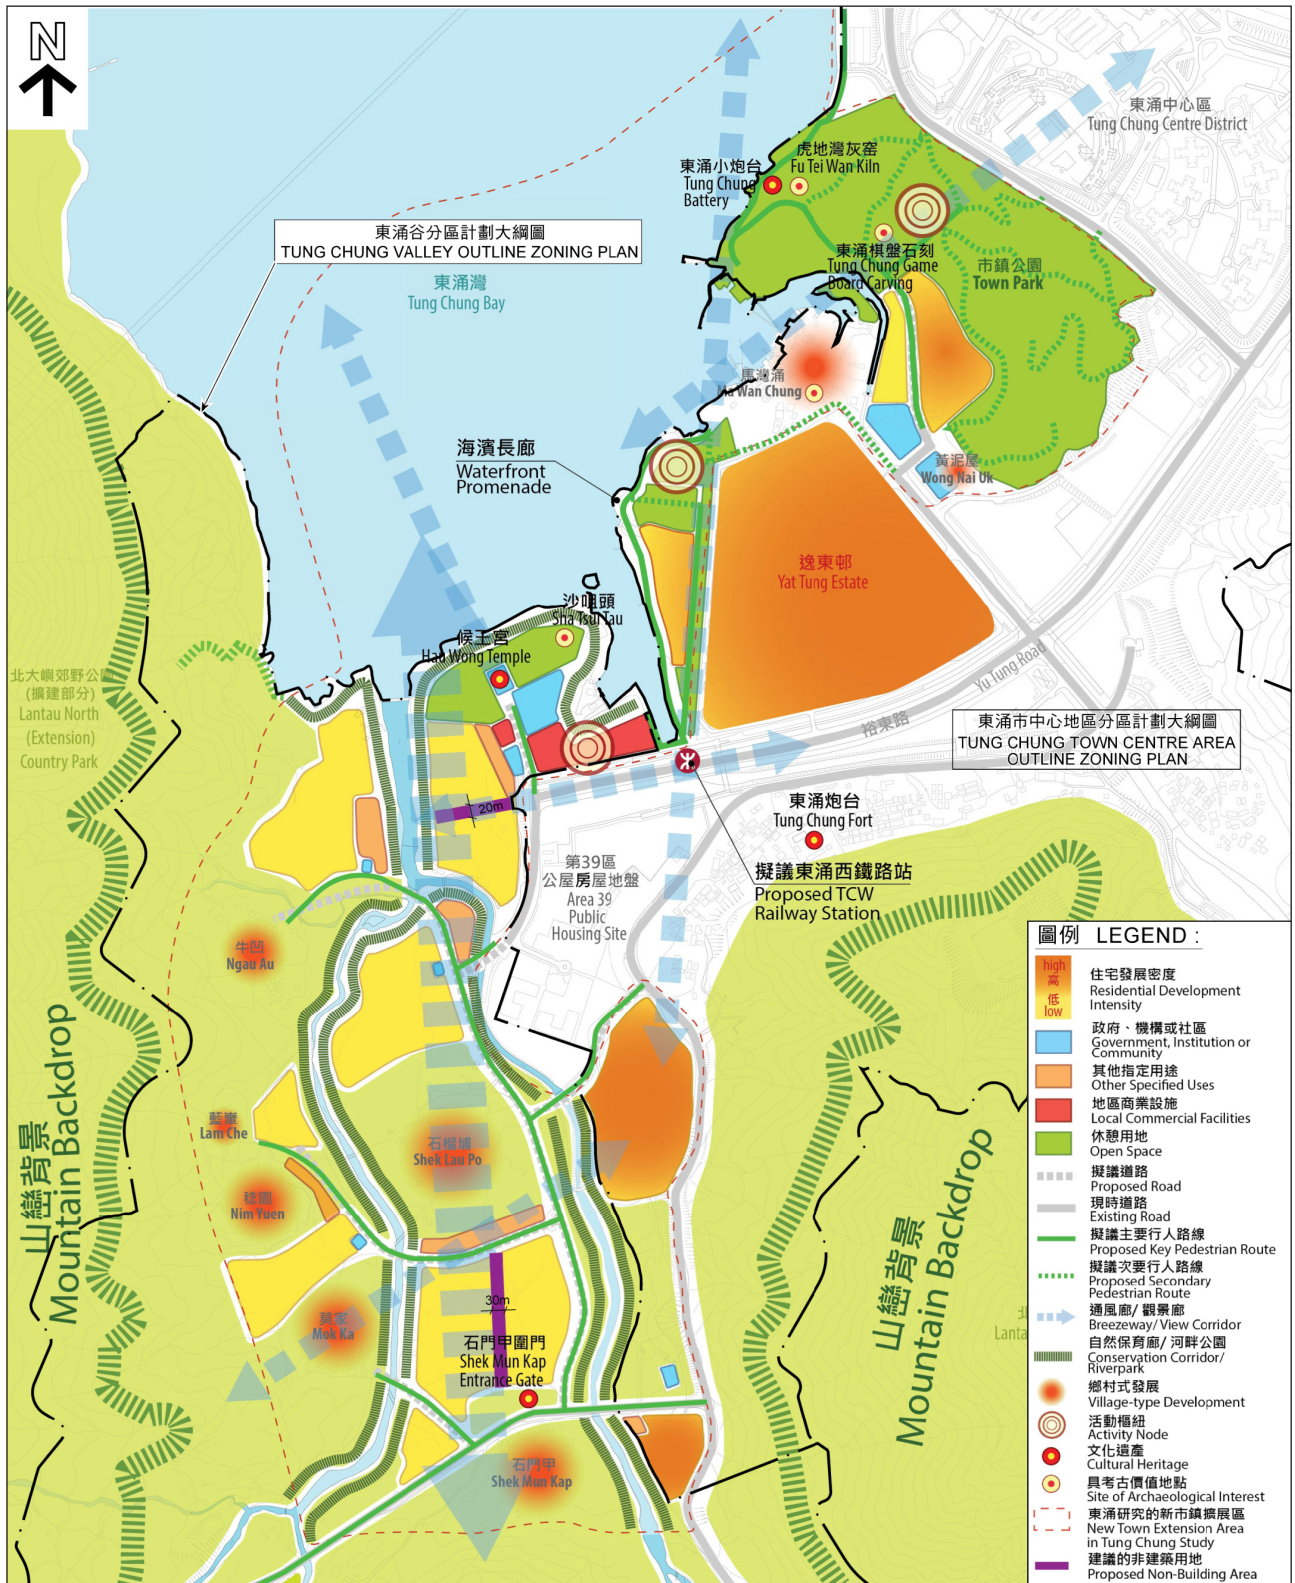 N
東涌中心區
Tung Chung Centre District
虎地灣灰窰
Fu Tei Wan Kiln
東涌小炮台
Tung Chung
Battery
東涌谷分區計劃大綱圖
TUNG CHUNG VALLEY OUTLINE ZONING PLAN
東涌棋盤石刻
Tung Chung Game
Board Carving
市鎮公園
Town Park
東涌灣
Tung Chung Bay
馬灣涌
Ma Wan Chung
海濱長廊
Waterfront
Promenade
黃泥屋
Wong Nai Uk
逸東邨
Yat Tung Estate
沙咀頭
Sha Tsui Tau
候王宮
Hau Wong Temple
北大嶼郊野公園
(擴建部分)
Lantau North
(Extension)
Country Park
Yu Tung Road
裕東路
東涌市中心地區分區計劃大綱圖
TUNG CHUNG TOWN CENTRE AREA
OUTLINE ZONING PLAN
20m
東涌炮台
Tung Chung Fort
第39區
公屋房屋地盤
Area 39
Public
Housing Site
擬議東涌西鐵路站
Proposed TCW
Railway Station
牛凹
Ngau Au
藍輋
Lam Che
石榴埔
Shek Lau Po
稔園
Nim Yuen
莫家
Mok Ka
30m
石門甲圍門
Shek Mun Kap
Entrance Gate
石門甲
Shek Mun Kap
山巒背景
Mountain Backdrop
山巒背景
Mountain Backdrop
北
Lanta
圖例 LEGEND :
high
高
低
low
住宅發展密度
Residential Development
Intensity
政府、機構或社區
Government, Institution or
Community
其他指定用途
Other Specified Uses
地區商業設施
Local Commercial Facilities
休憩用地
Open Space
擬議道路
Proposed Road
現時道路
Existing Road
擬議主要行人路線
Proposed Key Pedestrian Route
擬議次要行人路線
Proposed Secondary
Pedestrian Route
通風廊/ 觀景廊
Breezeway/ View Corridor
自然保育廊/ 河畔公園
Conservation Corridor/
Riverpark
鄉村式發展
Village-type Development
活動樞紐
Activity Node
文化遺產
Cultural Heritage
具考古價值地點
Site of Archaeological Interest
東涌研究的新市鎮擴展區
New Town Extension Area
in Tung Chung Study
建議的非建築用地
Proposed Non-Building Area